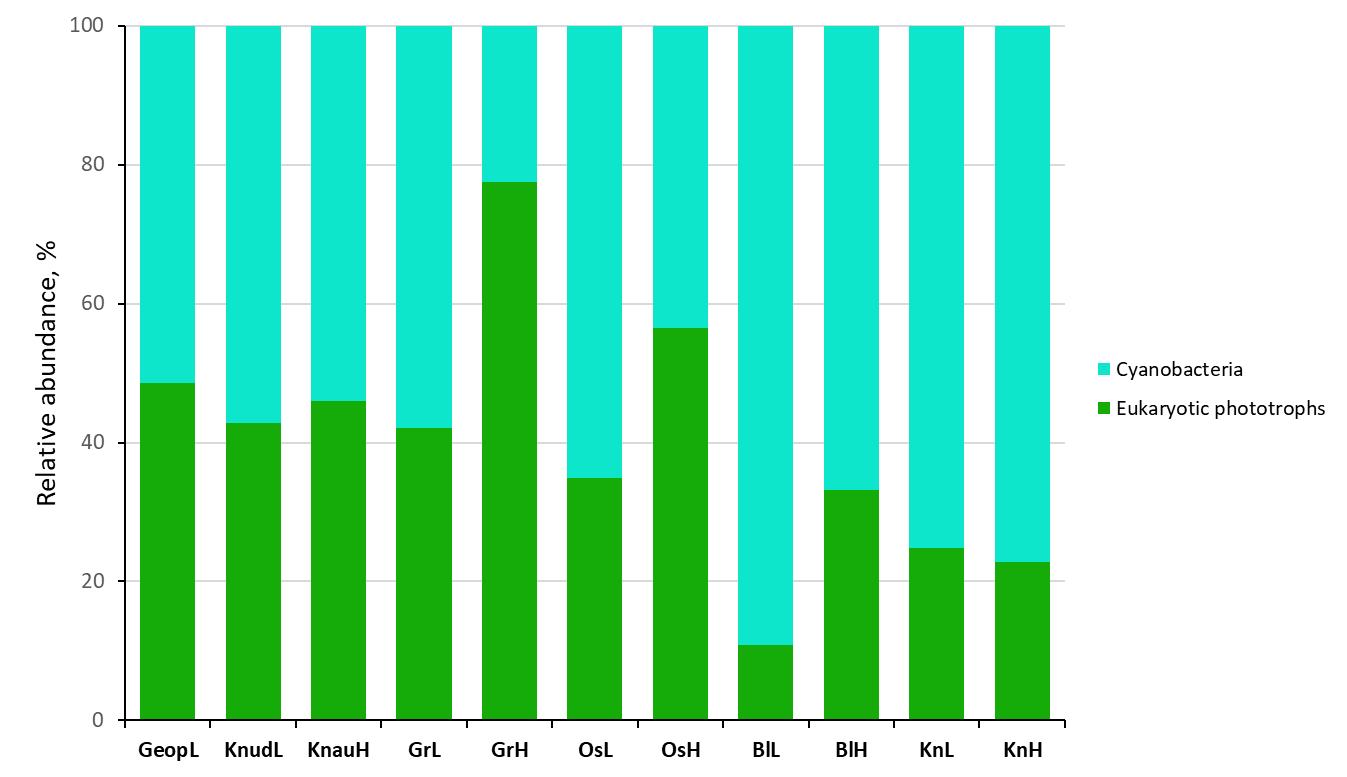 100
80
60
40
20
0
Relative abundance, %
GeopL KnudL KnauH GrL GrH OsL OsH BlL BlH KnL KnH
Cyanobacteria
Eukaryotic phototrophs